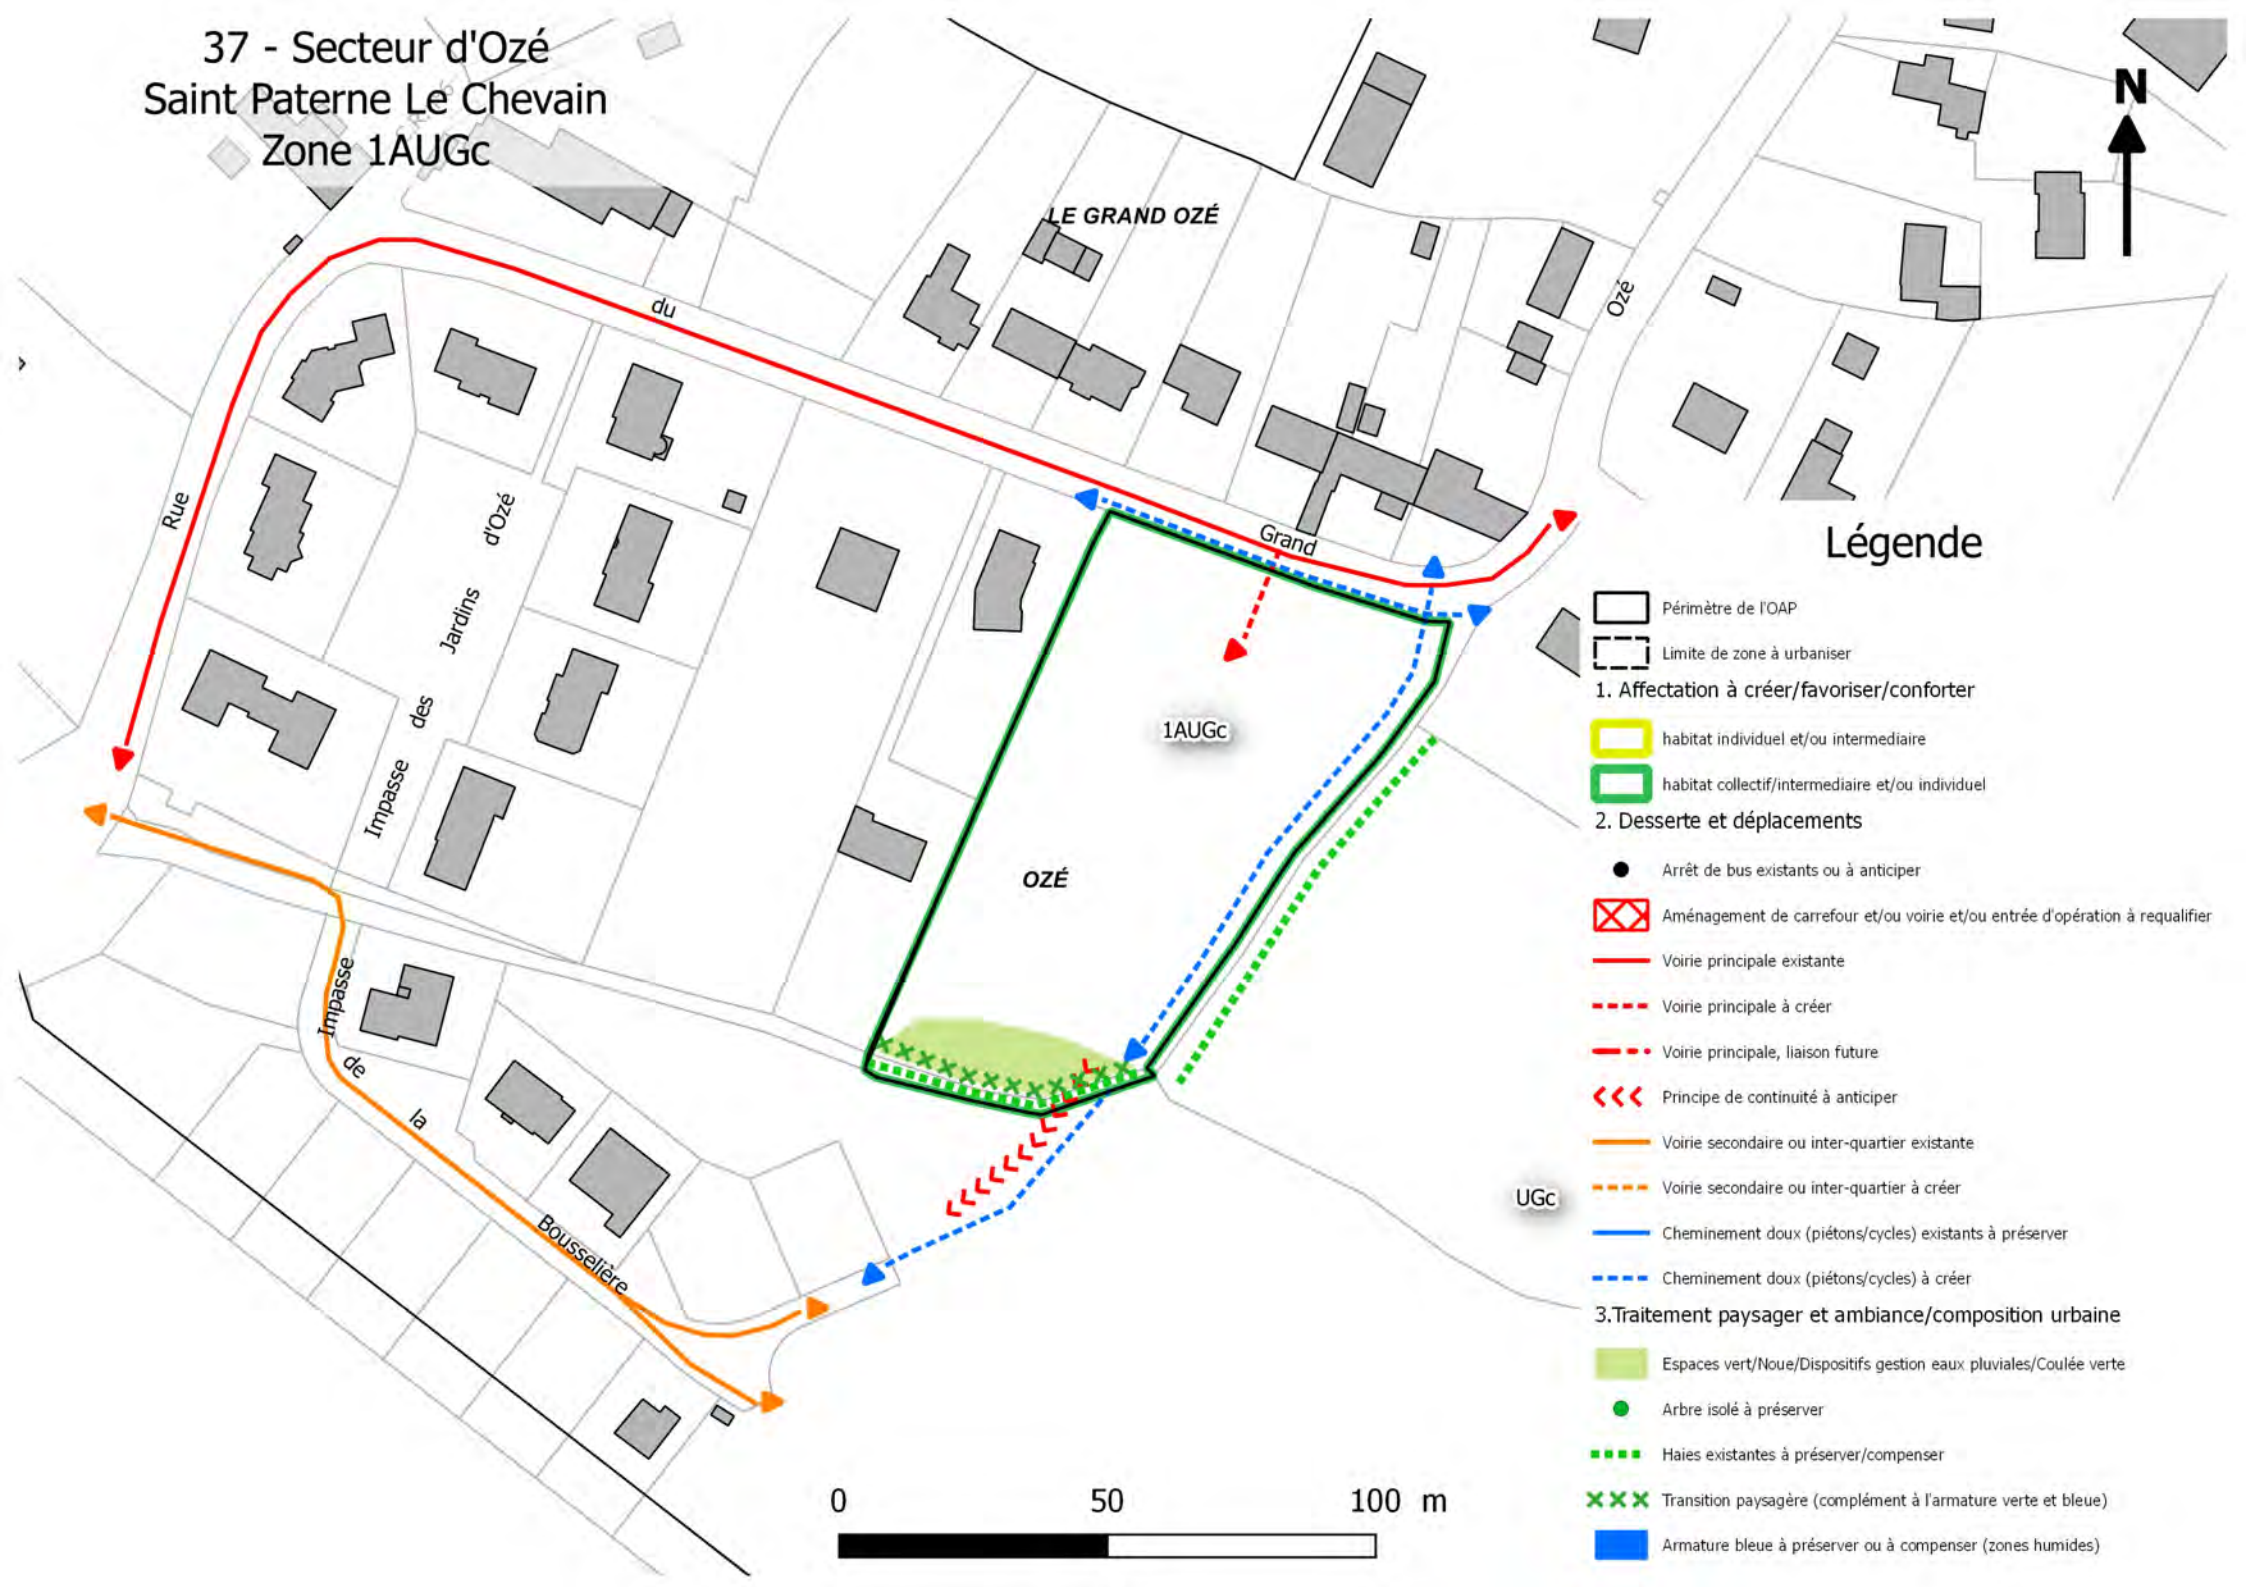 37 - Secteur d'Ozé
Saint Paterne Le Chevain
Zone 1AUGc
N
LE GRAND OZÉ
Ozé
du
Rue
d'Ozé
Jardins
des
Impasse
Grand
1AUGc
OZÉ
Impasse
de
la
Bousselière
UGc
0 50 100 m
Légende
Périmètre de l'OAP
Limite de zone à urbaniser
1. Affectation à créer/favoriser/conforter
habitat individuel et/ou intermediaire
habitat collectif/intermediaire et/ou individuel
2. Desserte et déplacements
Arrêt de bus existants ou à anticiper
Aménagement de carrefour et/ou voirie et/ou entrée d'opération à requalifier
Voirie principale existante
Voirie principale à créer
Voirie principale, liaison future
Principe de continuité à anticiper
Voirie secondaire ou inter-quartier existante
Voirie secondaire ou inter-quartier à créer
Cheminement doux (piétons/cycles) existants à préserver
Cheminement doux (piétons/cycles) à créer
3.Traitement paysager et ambiance/composition urbaine
Espaces vert/Noue/Dispositifs gestion eaux pluviales/Coulée verte
Arbre isolé à préserver
Haies existantes à préserver/compenser
Transition paysagère (complément à l'armature verte et bleue)
Armature bleue à préserver ou à compenser (zones humides)